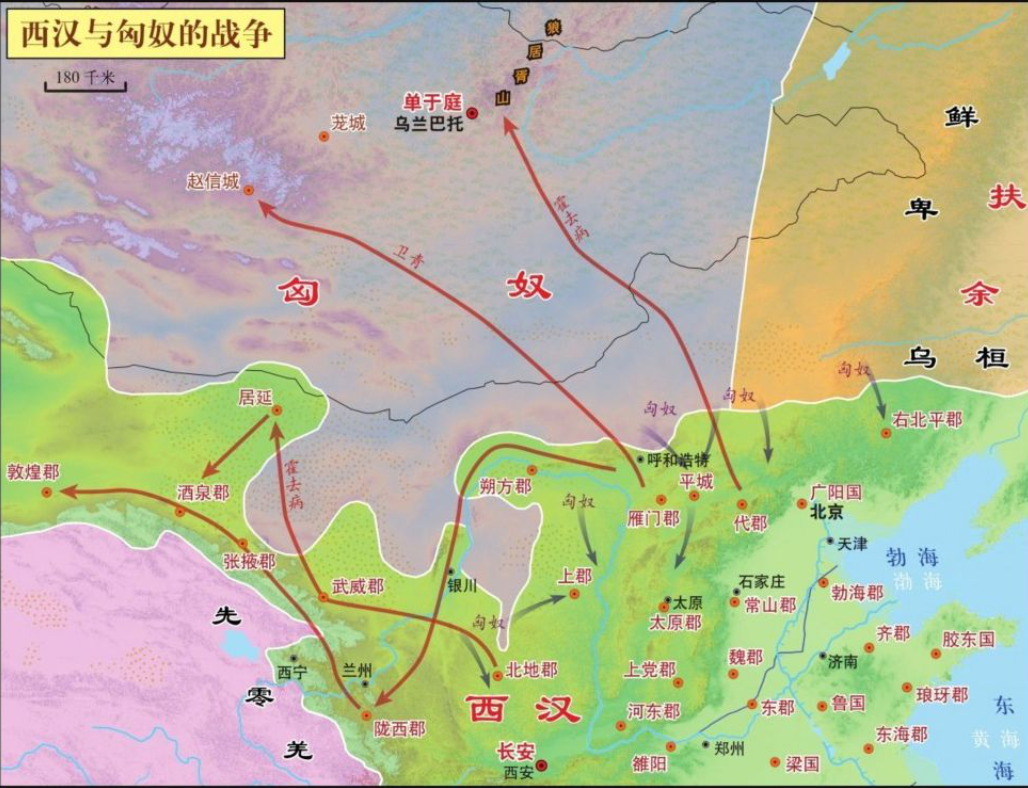 西汉与匈奴的战争
180 千米
狼居胥山
单于庭
乌兰巴托
茏城
赵信城
鲜卑
扶余
霍去病
卫青
匈奴
乌桓
匈奴
匈奴
匈奴
居延
右北平郡
呼和浩特
敦煌郡
酒泉郡
霍去病
朔方郡
平城
匈奴
雁门郡
代郡
广阳国
北京
天津
勃海
渤海
张掖郡
武威郡
银川
上郡
石家庄
常山郡
勃海郡
太原
太原郡
匈奴
先零羌
西宁
兰州
北地郡
上党郡
魏郡
济南
齐郡
胶东国
西汉
陇西郡
河东郡
东郡
鲁国
琅玡郡
东海
黄海
长安
西安
雒阳
郑州
梁国
东海郡